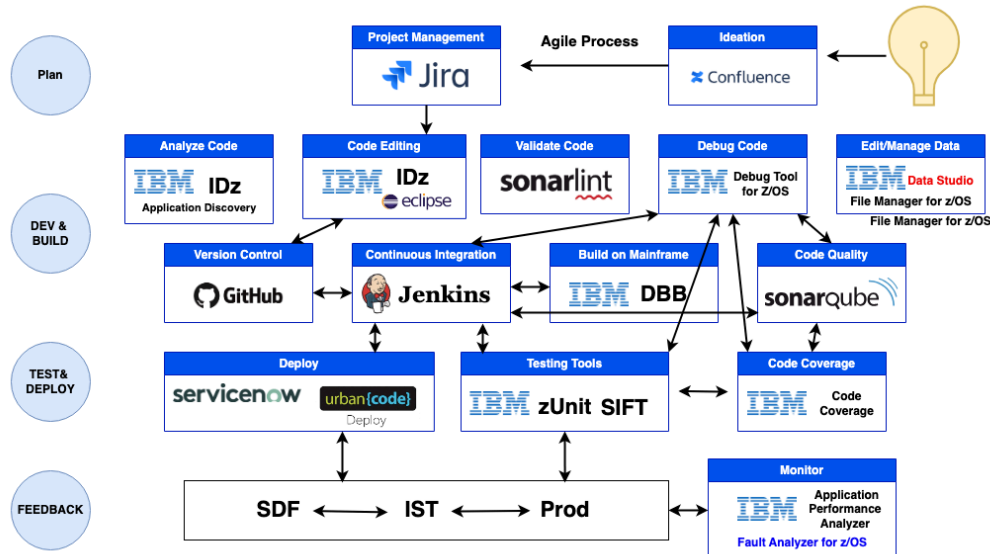 Project Management
Agile Process
Ideation
Plan
Jira
Confluence
Analyze Code
Code Editing
Validate Code
Debug Code
Edit/Manage Data
IBM IDz
Application Discovery
IBM IDz
eclipse
sonarlint
IBM Debug Tool
for Z/OS
IBM Data Studio
File Manager for z/OS
File Manager for z/OS
DEV &
BUILD
Version Control
Continuous Integration
Build on Mainframe
Code Quality
GitHub
Jenkins
IBM DBB
sonarqube
TEST&
DEPLOY
Deploy
Testing Tools
Code Coverage
servicenow
urban{code}
Deploy
IBM zUnit SIFT
IBM Code
Coverage
FEEDBACK
SDF
IST
Prod
Monitor
IBM Application
Performance
Analyzer
Fault Analyzer for z/OS